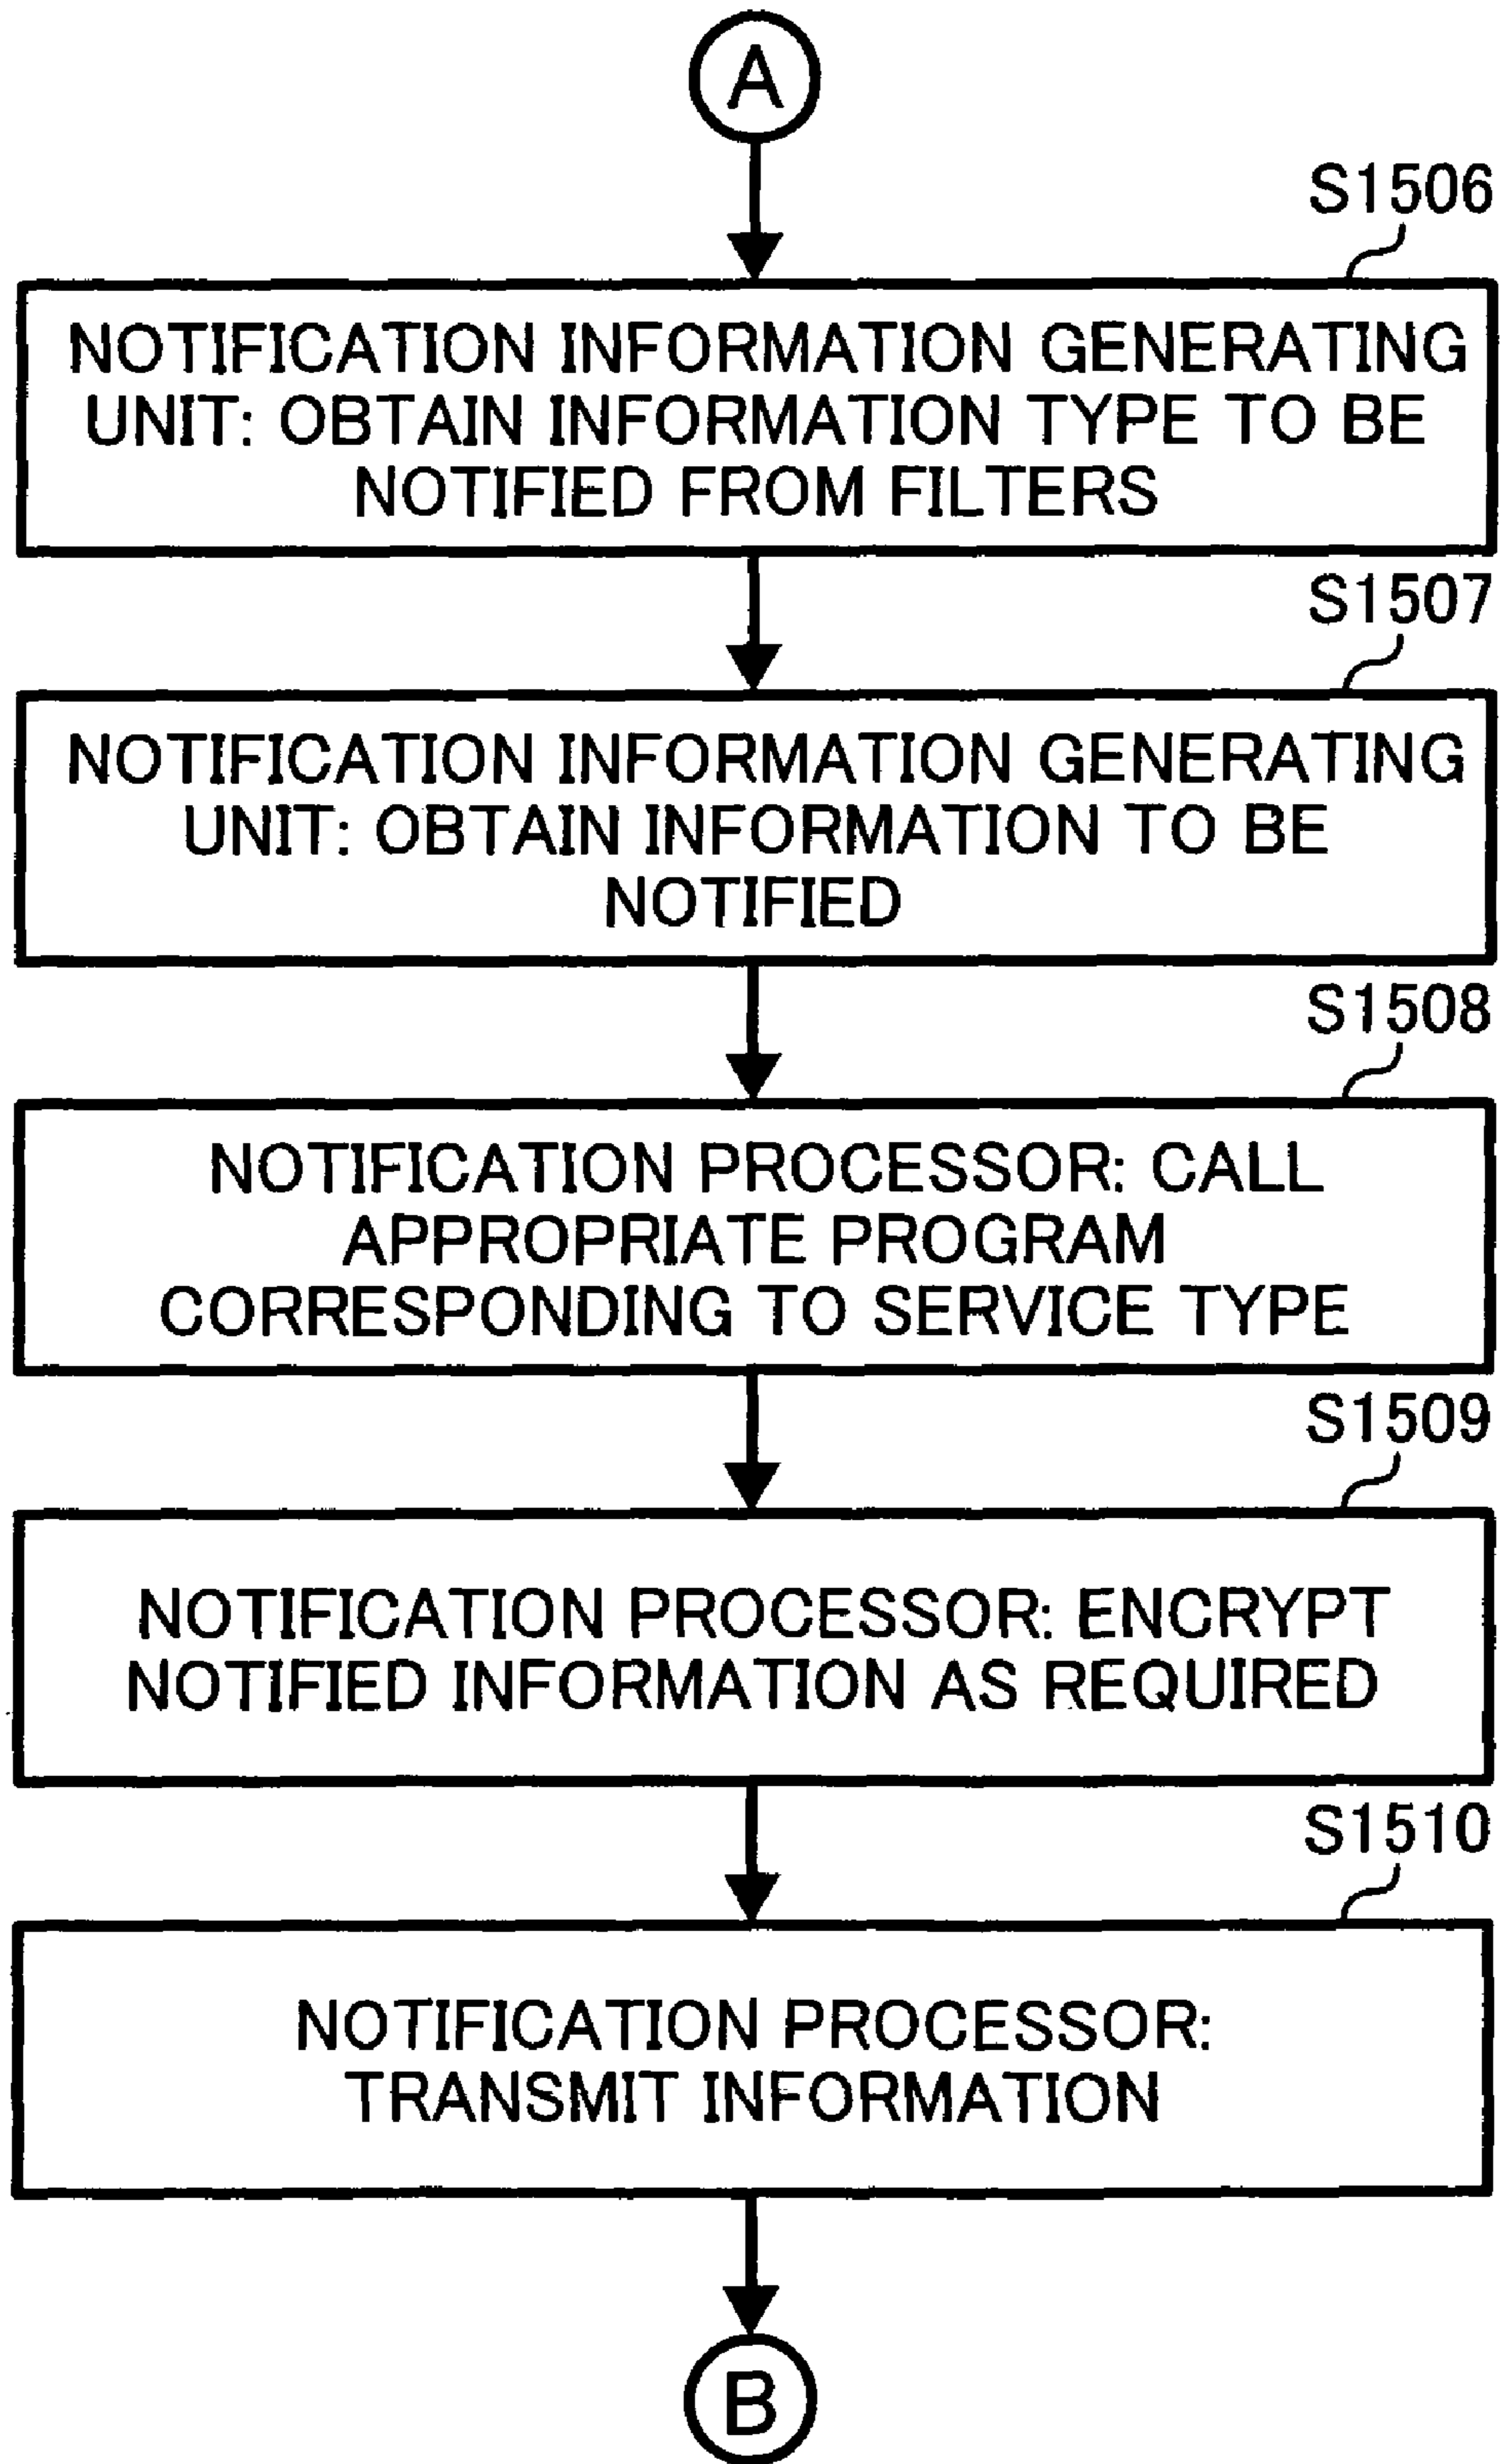 A
S1506
NOTIFICATION INFORMATION GENERATING
UNIT: OBTAIN INFORMATION TYPE TO BE
NOTIFIED FROM FILTERS
S1507
NOTIFICATION INFORMATION GENERATING
UNIT: OBTAIN INFORMATION TO BE
NOTIFIED
S1508
NOTIFICATION PROCESSOR: CALL
APPROPRIATE PROGRAM
CORRESPONDING TO SERVICE TYPE
S1509
NOTIFICATION PROCESSOR: ENCRYPT
NOTIFIED INFORMATION AS REQUIRED
S1510
NOTIFICATION PROCESSOR:
TRANSMIT INFORMATION
B